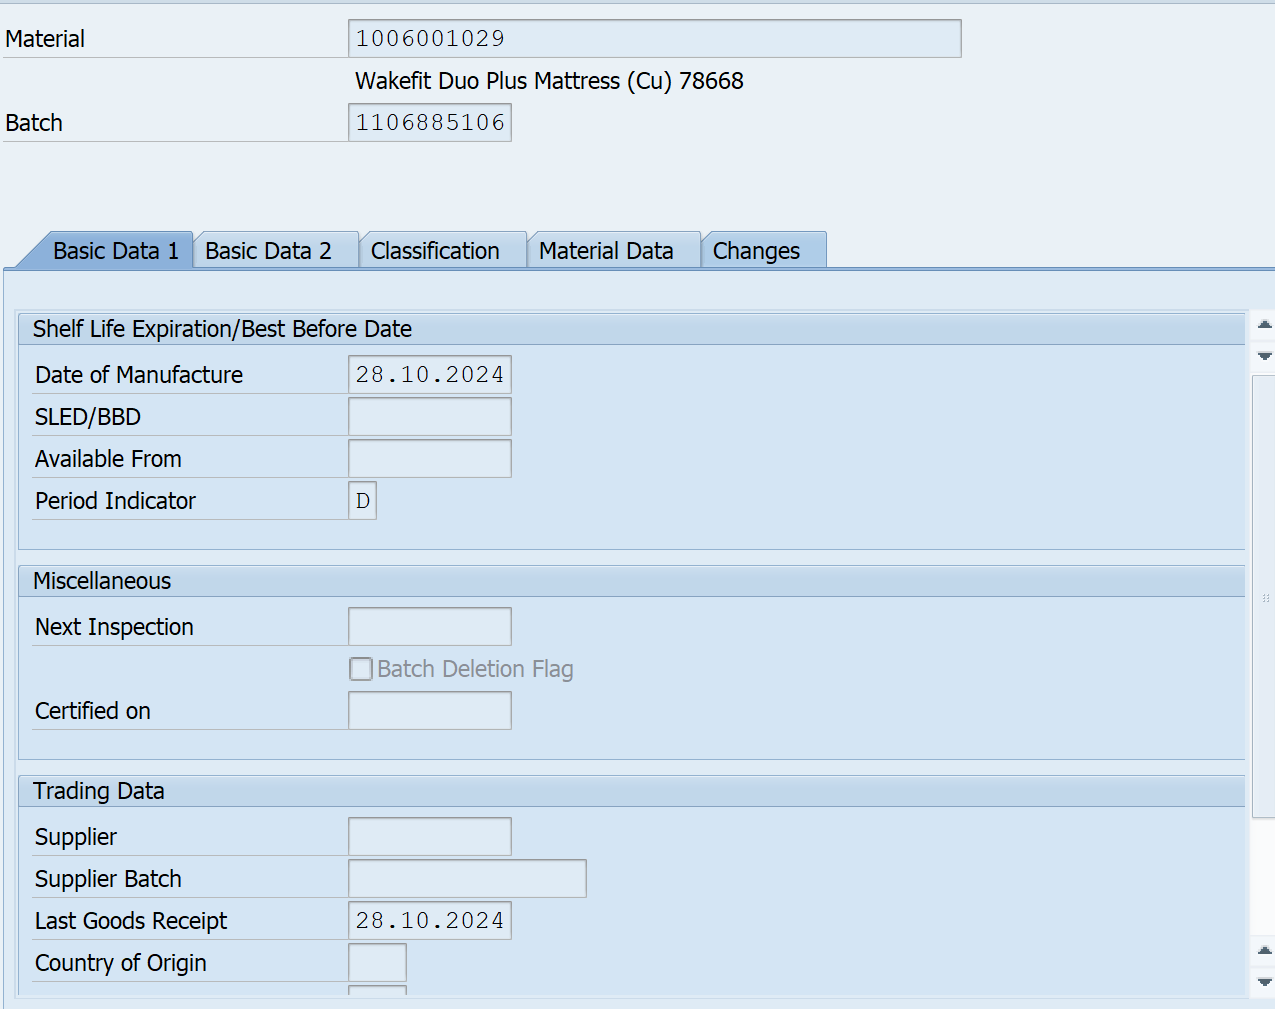 Material 1006001029
Wakefit Duo Plus Mattress (Cu) 78668
Batch 1106885106
Basic Data 1 Basic Data 2 Classification Material Data Changes
Shelf Life Expiration/Best Before Date
Date of Manufacture 28.10.2024
SLED/BBD
Available From
Period Indicator D
Miscellaneous
Next Inspection
Batch Deletion Flag
Certified on
Trading Data
Supplier
Supplier Batch
Last Goods Receipt 28.10.2024
Country of Origin